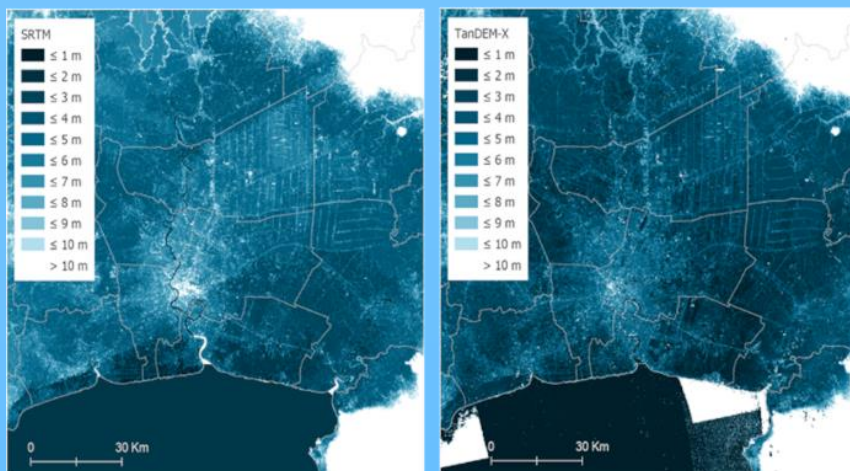 SRTM
≤ 1 m
≤ 2 m
≤ 3 m
≤ 4 m
≤ 5 m
≤ 6 m
≤ 7 m
≤ 8 m
≤ 9 m
≤ 10 m
> 10 m
0 30 Km
TanDEM-X
≤ 1 m
≤ 2 m
≤ 3 m
≤ 4 m
≤ 5 m
≤ 6 m
≤ 7 m
≤ 8 m
≤ 9 m
≤ 10 m
> 10 m
0 30 Km